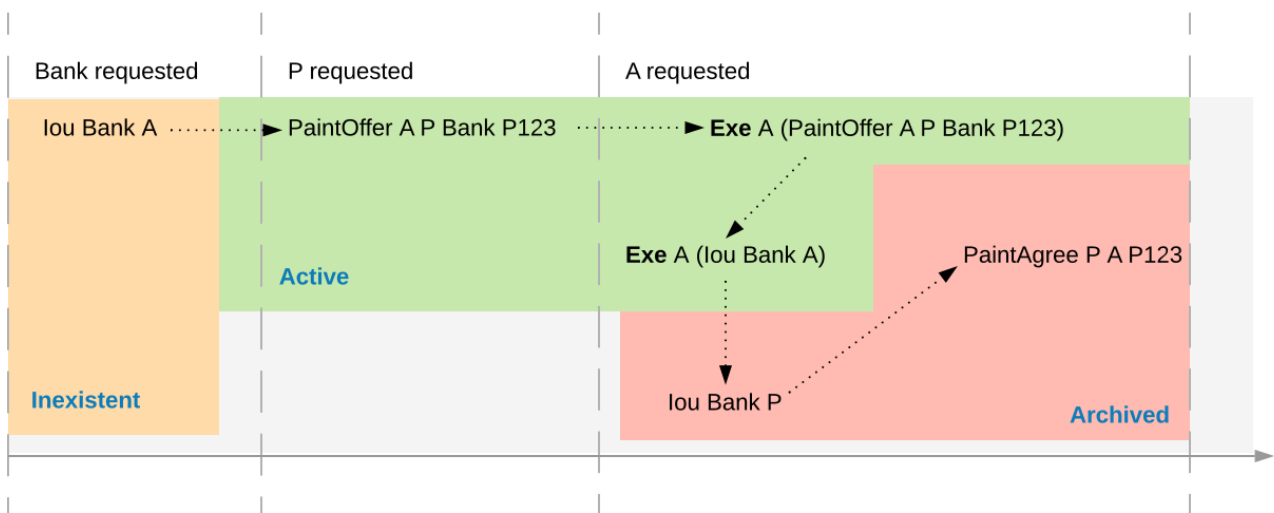 Bank requested
P requested
A requested
Iou Bank A
PaintOffer A P Bank P123
Exe A (PaintOffer A P Bank P123)
Exe A (Iou Bank A)
PaintAgree P A P123
Active
Inexistent
Iou Bank P
Archived